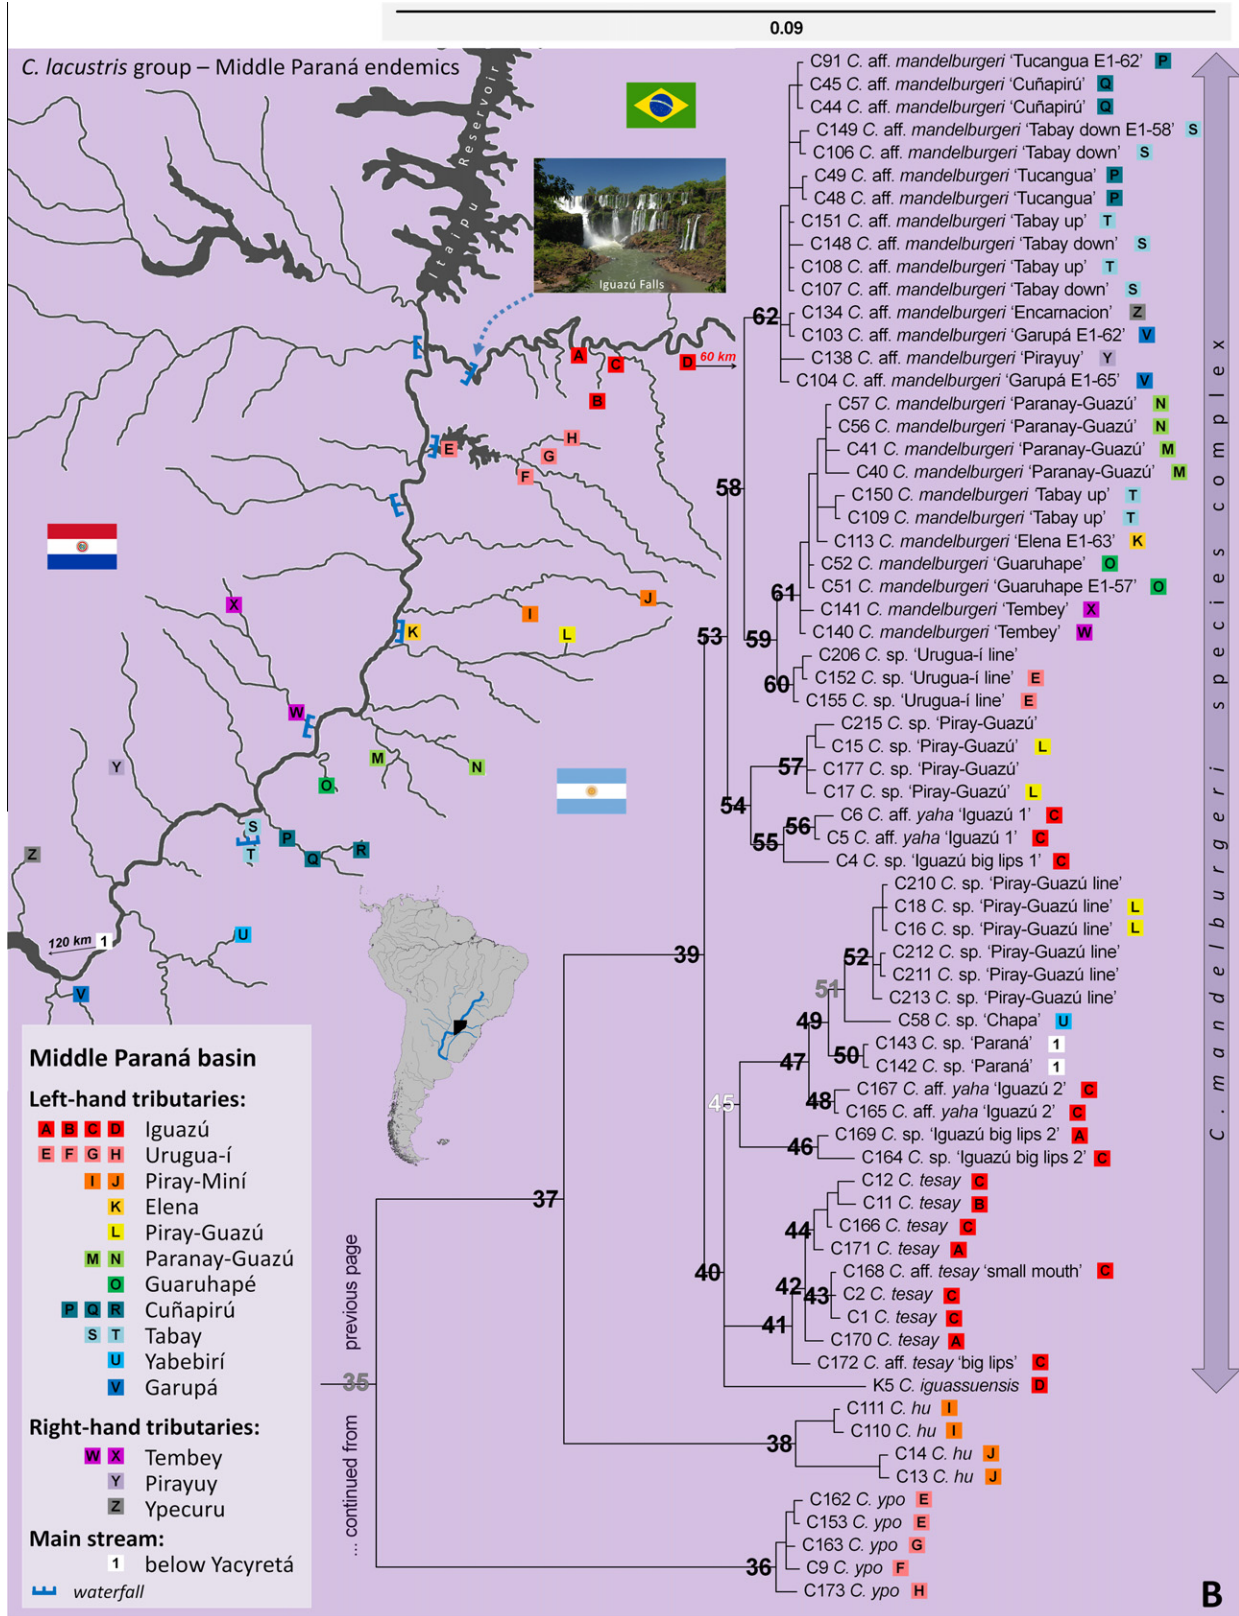 0.09
C. lacustris group – Middle Paraná endemics
Itaipu Reservoir
Iguazú Falls
60 km
120 km
A
B
C
D
E
F
G
H
I
J
K
L
M
N
O
P
Q
R
S
T
U
V
W
X
Y
Z
1
Middle Paraná basin
Left-hand tributaries:
A B C D Iguazú
E F G H Urugua-í
I J Piray-Miní
K Elena
L Piray-Guazú
M N Paranay-Guazú
O Guaruhapé
P Q R Cuñapirú
S T Tabay
U Yabebirí
V Garupá
Right-hand tributaries:
W X Tembey
Y Pirayuy
Z Ypecuru
Main stream:
1 below Yacyretá
waterfall
... continued from previous page
35
36
37
38
39
40
41
42
43
44
45
46
47
48
49
50
51
52
53
54
55
56
57
58
59
60
61
62
C91 C. aff. mandelburgeri ‘Tucangua E1-62’ P
C45 C. aff. mandelburgeri ‘Cuñapirú’ Q
C44 C. aff. mandelburgeri ‘Cuñapirú’ Q
C149 C. aff. mandelburgeri ‘Tabay down E1-58’ S
C106 C. aff. mandelburgeri ‘Tabay down’ S
C49 C. aff. mandelburgeri ‘Tucangua’ P
C48 C. aff. mandelburgeri ‘Tucangua’ P
C151 C. aff. mandelburgeri ‘Tabay up’ T
C148 C. aff. mandelburgeri ‘Tabay down’ S
C108 C. aff. mandelburgeri ‘Tabay up’ T
C107 C. aff. mandelburgeri ‘Tabay down’ S
C134 C. aff. mandelburgeri ‘Encarnacion’ Z
C103 C. aff. mandelburgeri ‘Garupá E1-62’ V
C138 C. aff. mandelburgeri ‘Pirayuy’ Y
C104 C. aff. mandelburgeri ‘Garupá E1-65’ V
C57 C. mandelburgeri ‘Paranay-Guazú’ N
C56 C. mandelburgeri ‘Paranay-Guazú’ N
C41 C. mandelburgeri ‘Paranay-Guazú’ M
C40 C. mandelburgeri ‘Paranay-Guazú’ M
C150 C. mandelburgeri ‘Tabay up’ T
C109 C. mandelburgeri ‘Tabay up’ T
C113 C. mandelburgeri ‘Elena E1-63’ K
C52 C. mandelburgeri ‘Guaruhape’ O
C51 C. mandelburgeri ‘Guaruhape E1-57’ O
C141 C. mandelburgeri ‘Tembey’ X
C140 C. mandelburgeri ‘Tembey’ W
C206 C. sp. ‘Urugua-í line’
C152 C. sp. ‘Urugua-í line’ E
C155 C. sp. ‘Urugua-í line’ E
C215 C. sp. ‘Piray-Guazú’
C15 C. sp. ‘Piray-Guazú’ L
C177 C. sp. ‘Piray-Guazú’
C17 C. sp. ‘Piray-Guazú’ L
C6 C. aff. yaha ‘Iguazú 1’ C
C5 C. aff. yaha ‘Iguazú 1’ C
C4 C. sp. ‘Iguazú big lips 1’ C
C210 C. sp. ‘Piray-Guazú line’
C18 C. sp. ‘Piray-Guazú line’ L
C16 C. sp. ‘Piray-Guazú line’ L
C212 C. sp. ‘Piray-Guazú line’
C211 C. sp. ‘Piray-Guazú line’
C213 C. sp. ‘Piray-Guazú line’
C58 C. sp. ‘Chapa’ U
C143 C. sp. ‘Paraná’ 1
C142 C. sp. ‘Paraná’ 1
C167 C. aff. yaha ‘Iguazú 2’ C
C165 C. aff. yaha ‘Iguazú 2’ C
C169 C. sp. ‘Iguazú big lips 2’ A
C164 C. sp. ‘Iguazú big lips 2’ C
C12 C. tesay C
C11 C. tesay B
C166 C. tesay C
C171 C. tesay A
C168 C. aff. tesay ‘small mouth’ C
C2 C. tesay C
C1 C. tesay C
C170 C. tesay A
C172 C. aff. tesay ‘big lips’ C
K5 C. iguassuensis D
C111 C. hu I
C110 C. hu I
C14 C. hu J
C13 C. hu J
C162 C. ypo E
C153 C. ypo E
C163 C. ypo G
C9 C. ypo F
C173 C. ypo H
C. mandelburgeri species complex
B